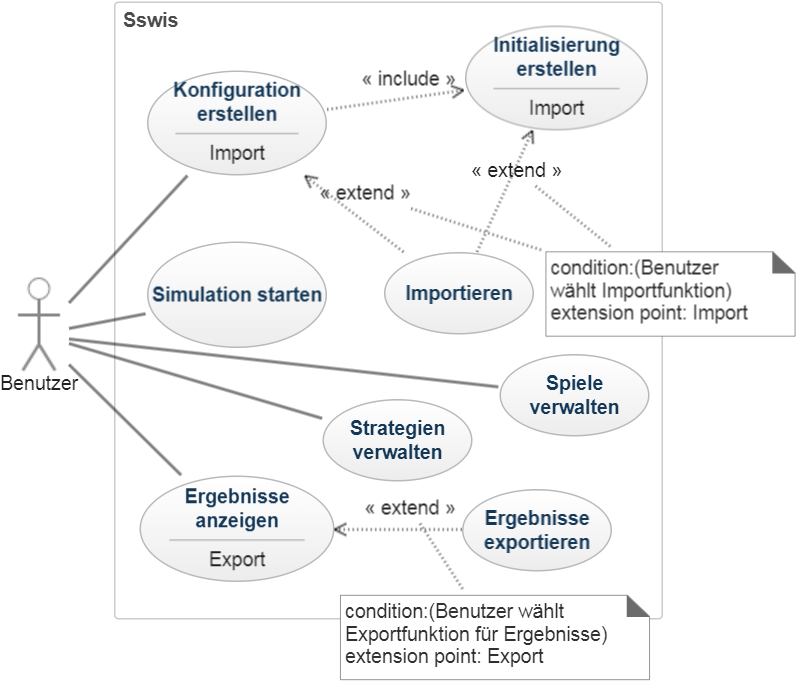 Sswis
Initialisierung
erstellen
Import
Konfiguration
erstellen
Import
« include »
« extend »
« extend »
Importieren
condition:(Benutzer
wählt Importfunktion)
extension point: Import
Simulation starten
Benutzer
Spiele
verwalten
Strategien
verwalten
Ergebnisse
anzeigen
Export
« extend »
Ergebnisse
exportieren
condition:(Benutzer wählt
Exportfunktion für Ergebnisse)
extension point: Export